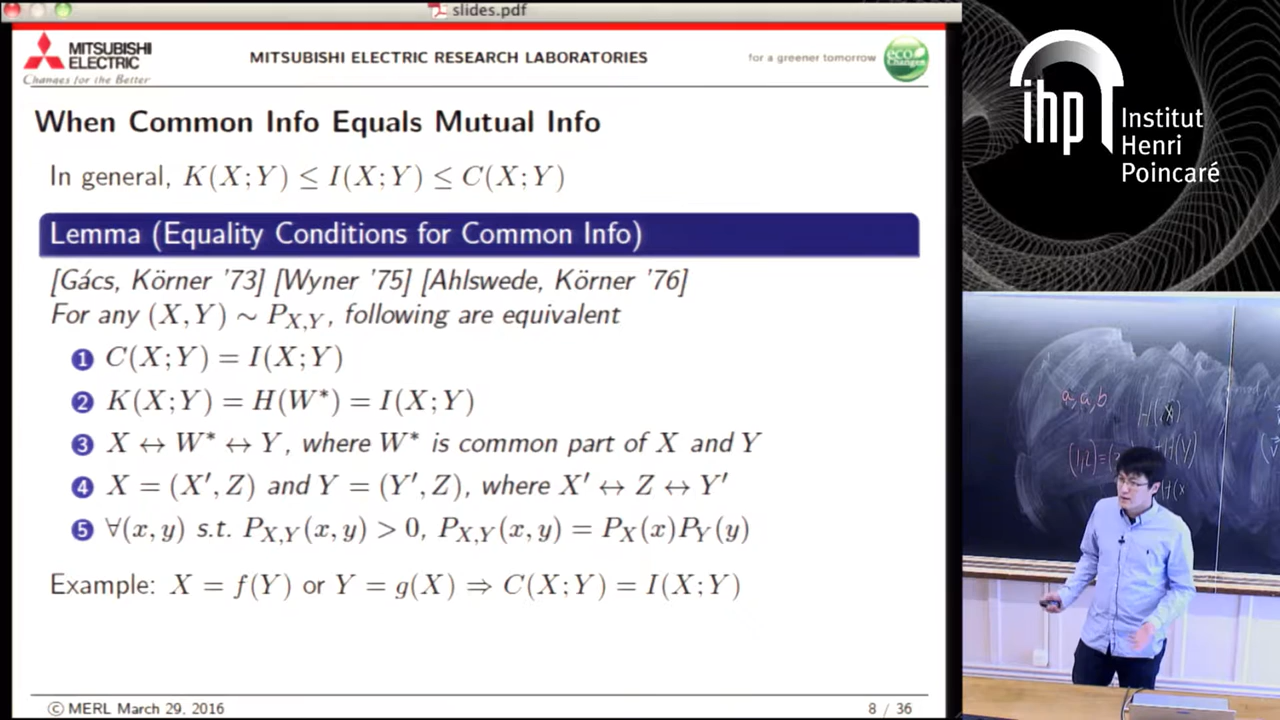 slides.pdf
MITSUBISHI ELECTRIC
Changes for the Better
MITSUBISHI ELECTRIC RESEARCH LABORATORIES
for a greener tomorrow
eco Changes
When Common Info Equals Mutual Info
In general, K(X;Y) ≤ I(X;Y) ≤ C(X;Y)
Lemma (Equality Conditions for Common Info)
[Gács, Körner '73] [Wyner '75] [Ahlswede, Körner '76]
For any (X,Y) ∼ P_{X,Y}, following are equivalent
1 C(X;Y) = I(X;Y)
2 K(X;Y) = H(W*) = I(X;Y)
3 X ↔ W* ↔ Y, where W* is common part of X and Y
4 X = (X′,Z) and Y = (Y′,Z), where X′ ↔ Z ↔ Y′
5 ∀(x,y) s.t. P_{X,Y}(x,y) > 0, P_{X,Y}(x,y) = P_X(x)P_Y(y)
Example: X = f(Y) or Y = g(X) ⇒ C(X;Y) = I(X;Y)
© MERL March 29, 2016
8 / 36
ihp
Institut
Henri
Poincaré
a, a, b
H(X)